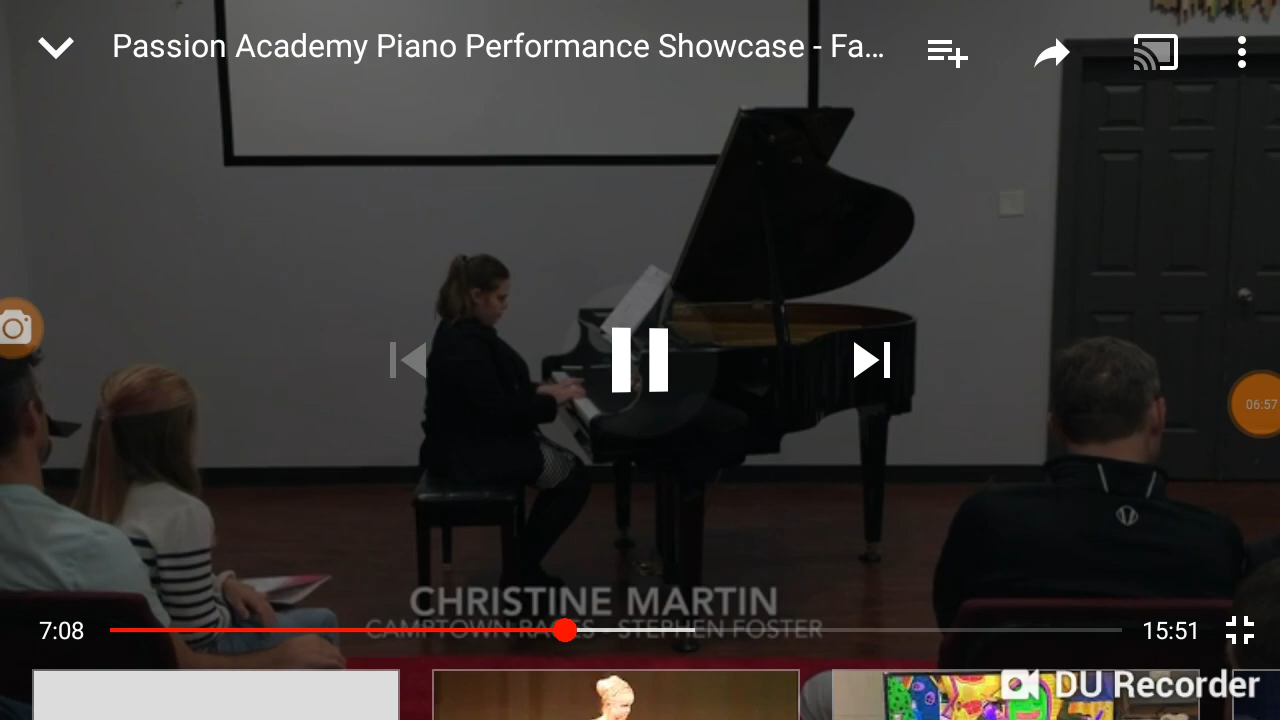 Passion Academy Piano Performance Showcase - Fa...
06:57
CHRISTINE MARTIN
CAMPTOWN RACES - STEPHEN FOSTER
7:08
15:51
DU Recorder